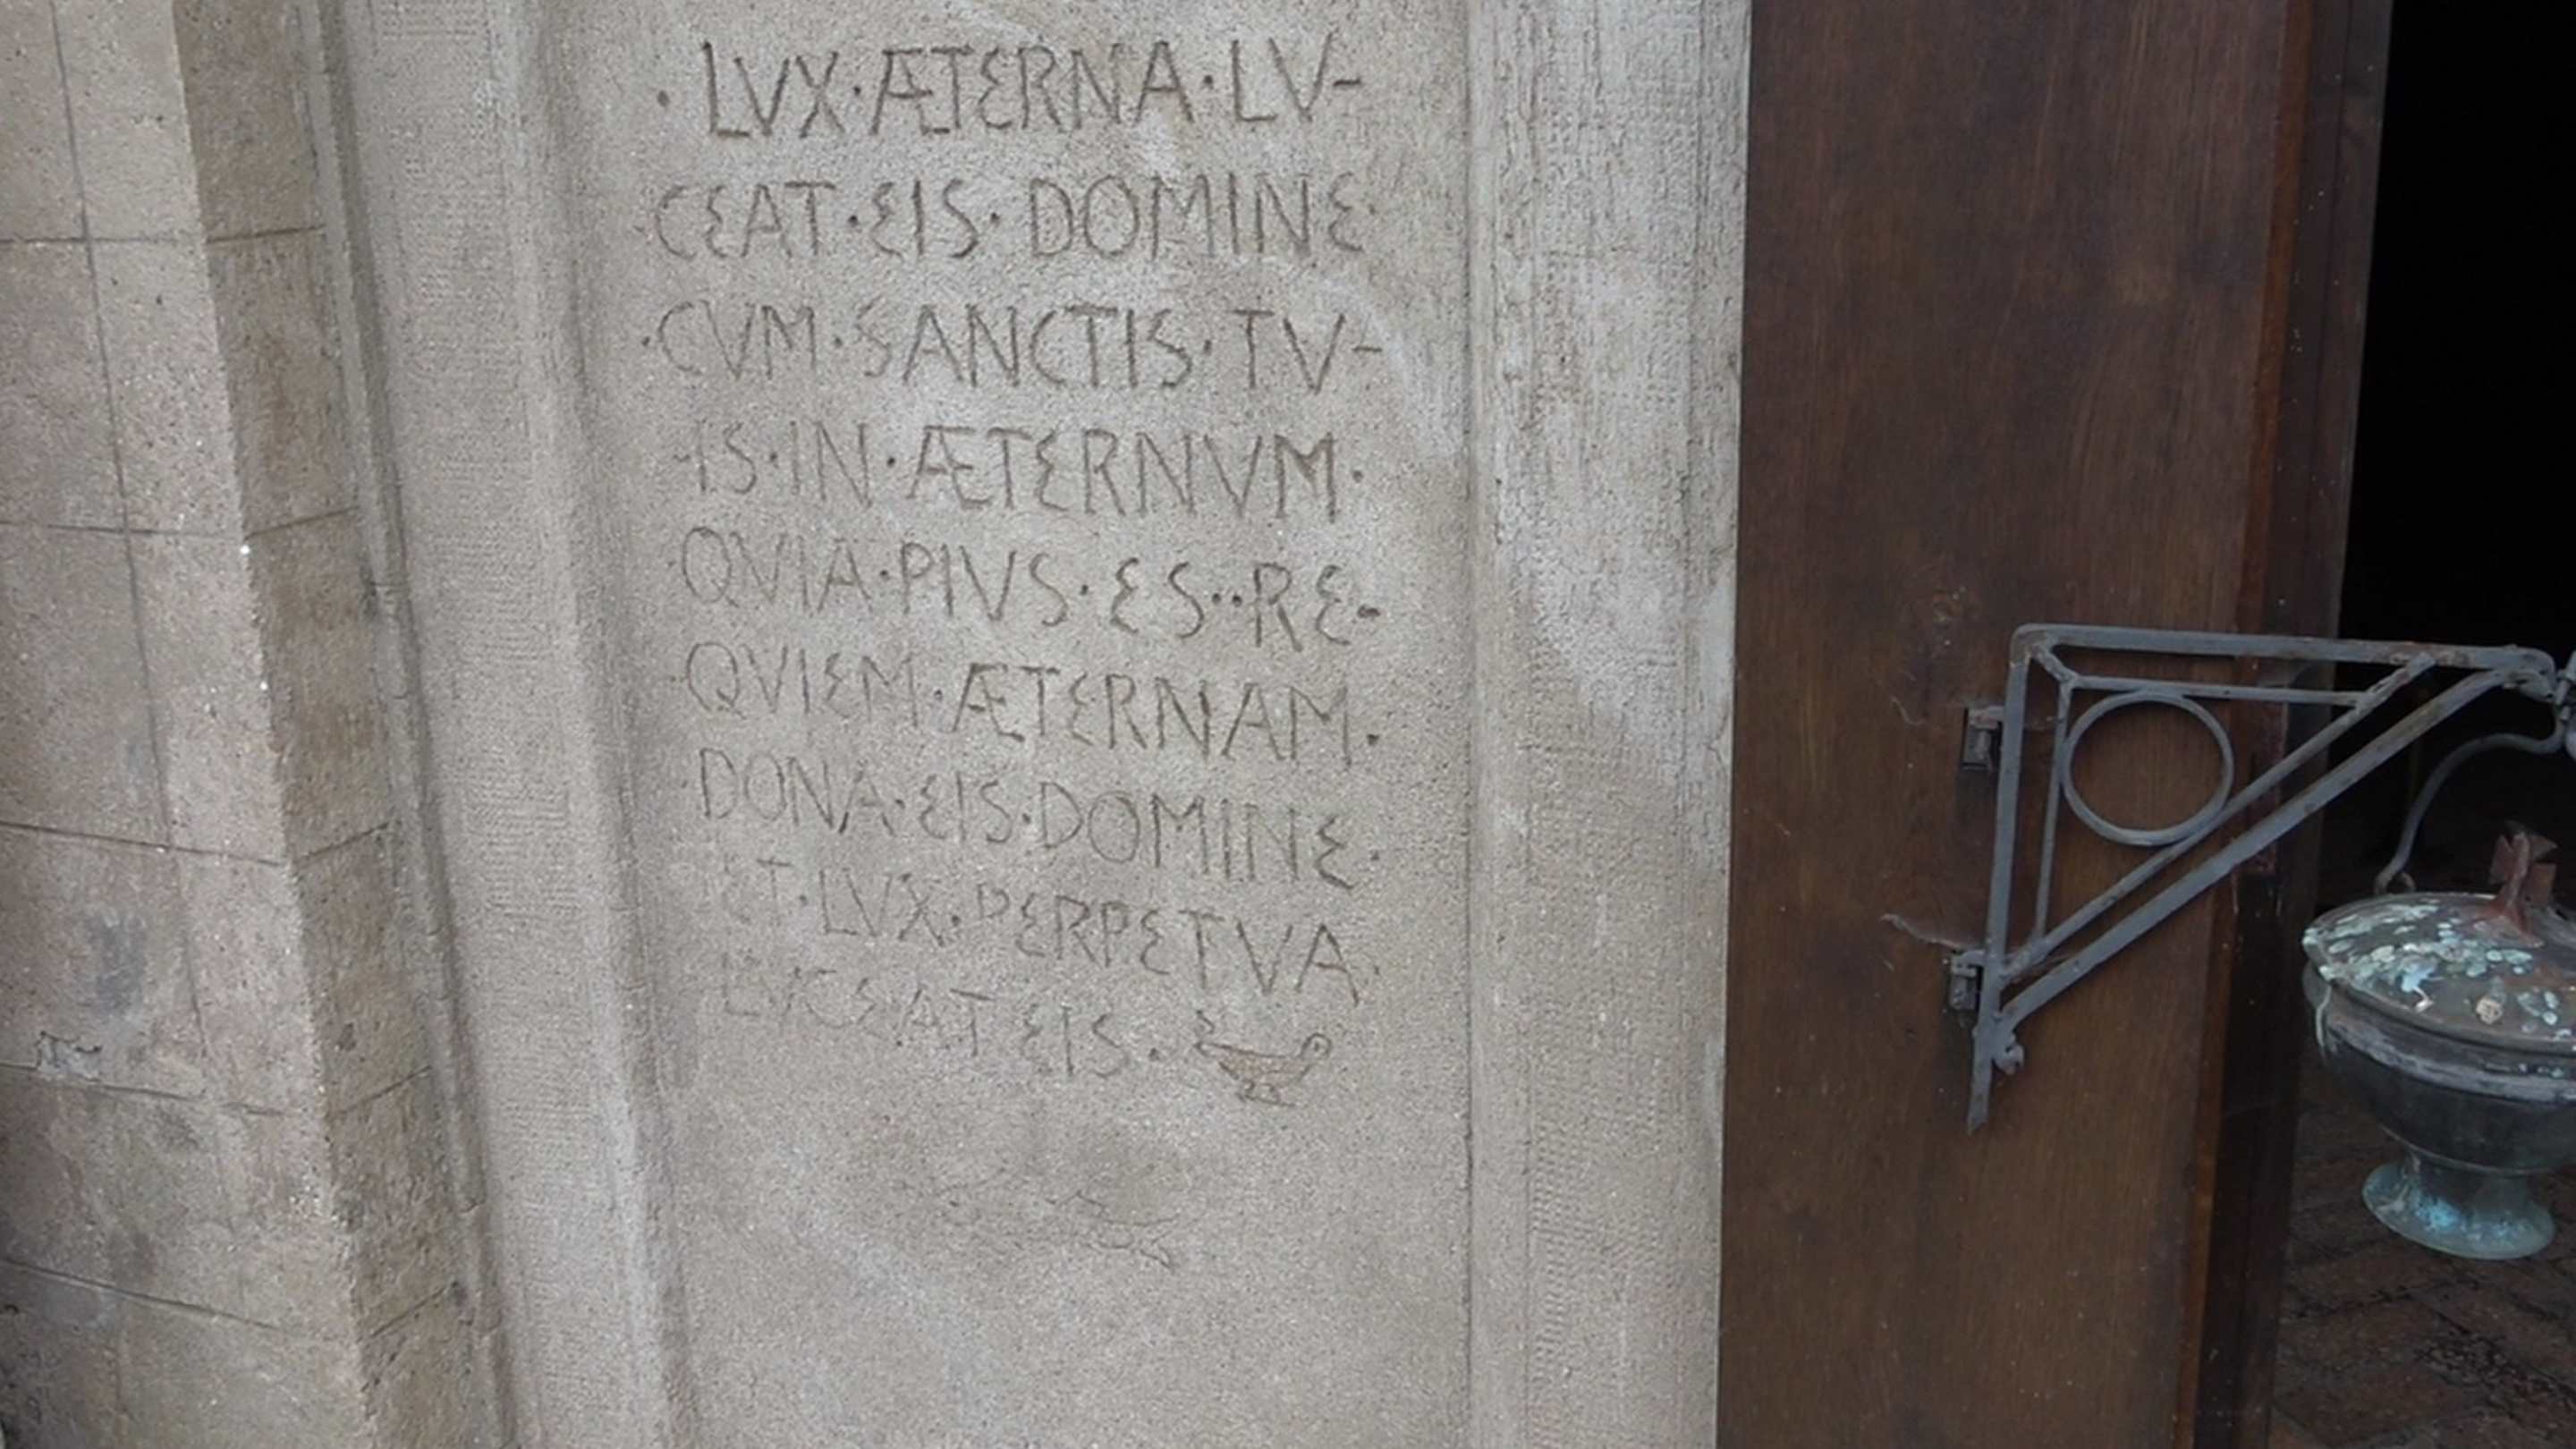 · LVX · ÆTERNA · LV-
CEAT · EIS · DOMINE ·
· CVM · SANCTIS · TV-
IS · IN · ÆTERNVM ·
QVIA · PIVS · ES · · RE-
QVIEM · ÆTERNAM ·
DONA · EIS · DOMINE ·
ET · LVX · PERPETVA ·
LVCEAT EIS ·